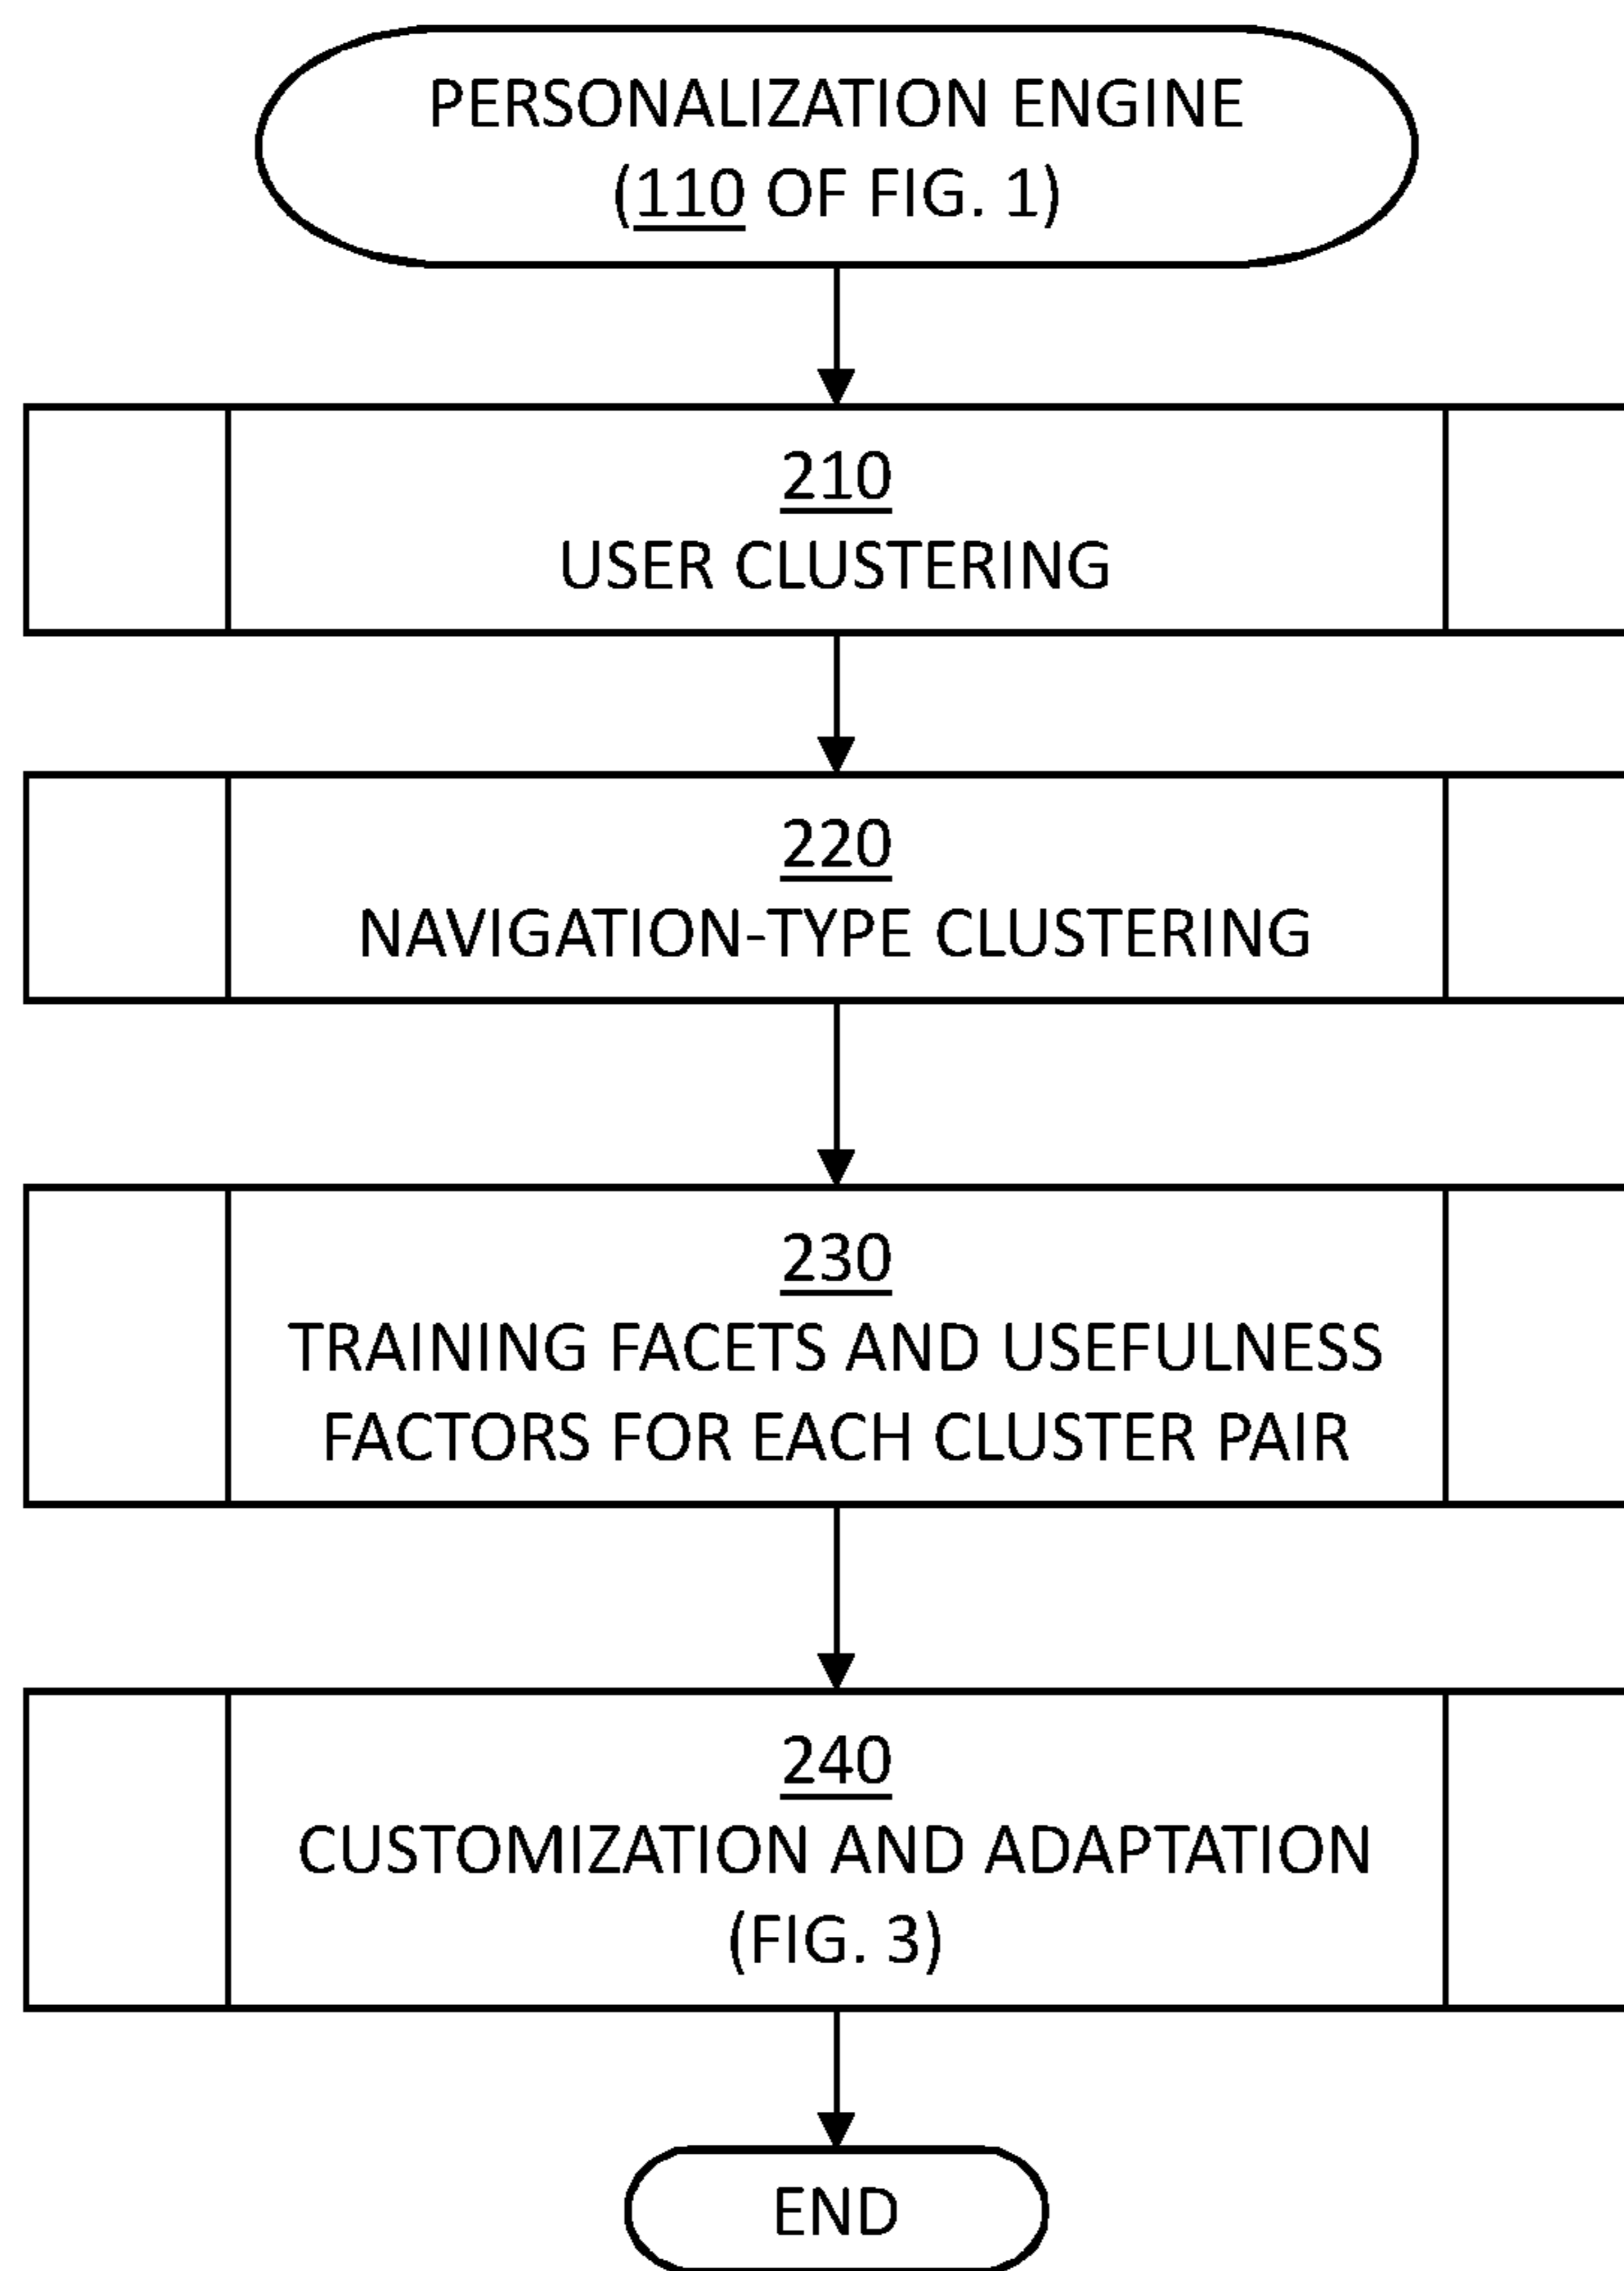 PERSONALIZATION ENGINE
(110 OF FIG. 1)
210
USER CLUSTERING
220
NAVIGATION-TYPE CLUSTERING
230
TRAINING FACETS AND USEFULNESS
FACTORS FOR EACH CLUSTER PAIR
240
CUSTOMIZATION AND ADAPTATION
(FIG. 3)
END